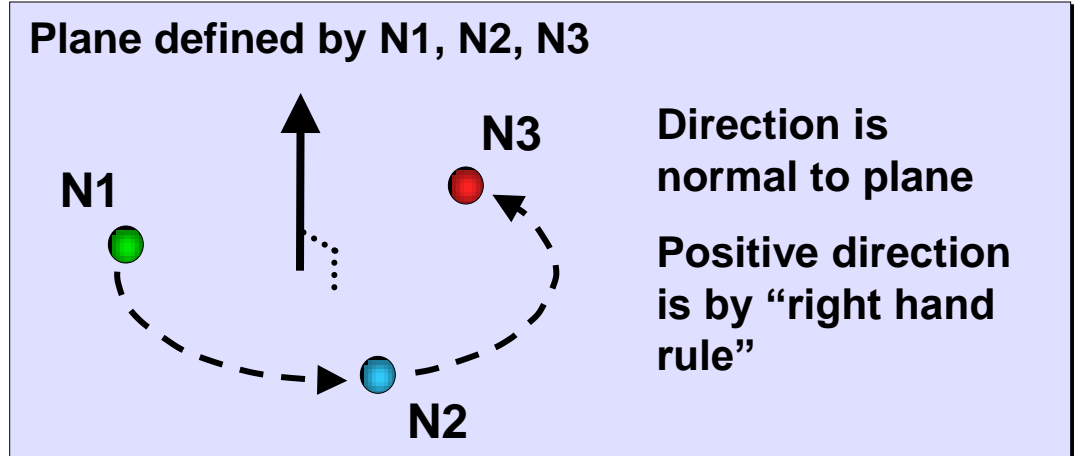 Plane defined by N1, N2, N3
N1
N3
N2
Direction is
normal to plane
Positive direction
is by “right hand
rule”